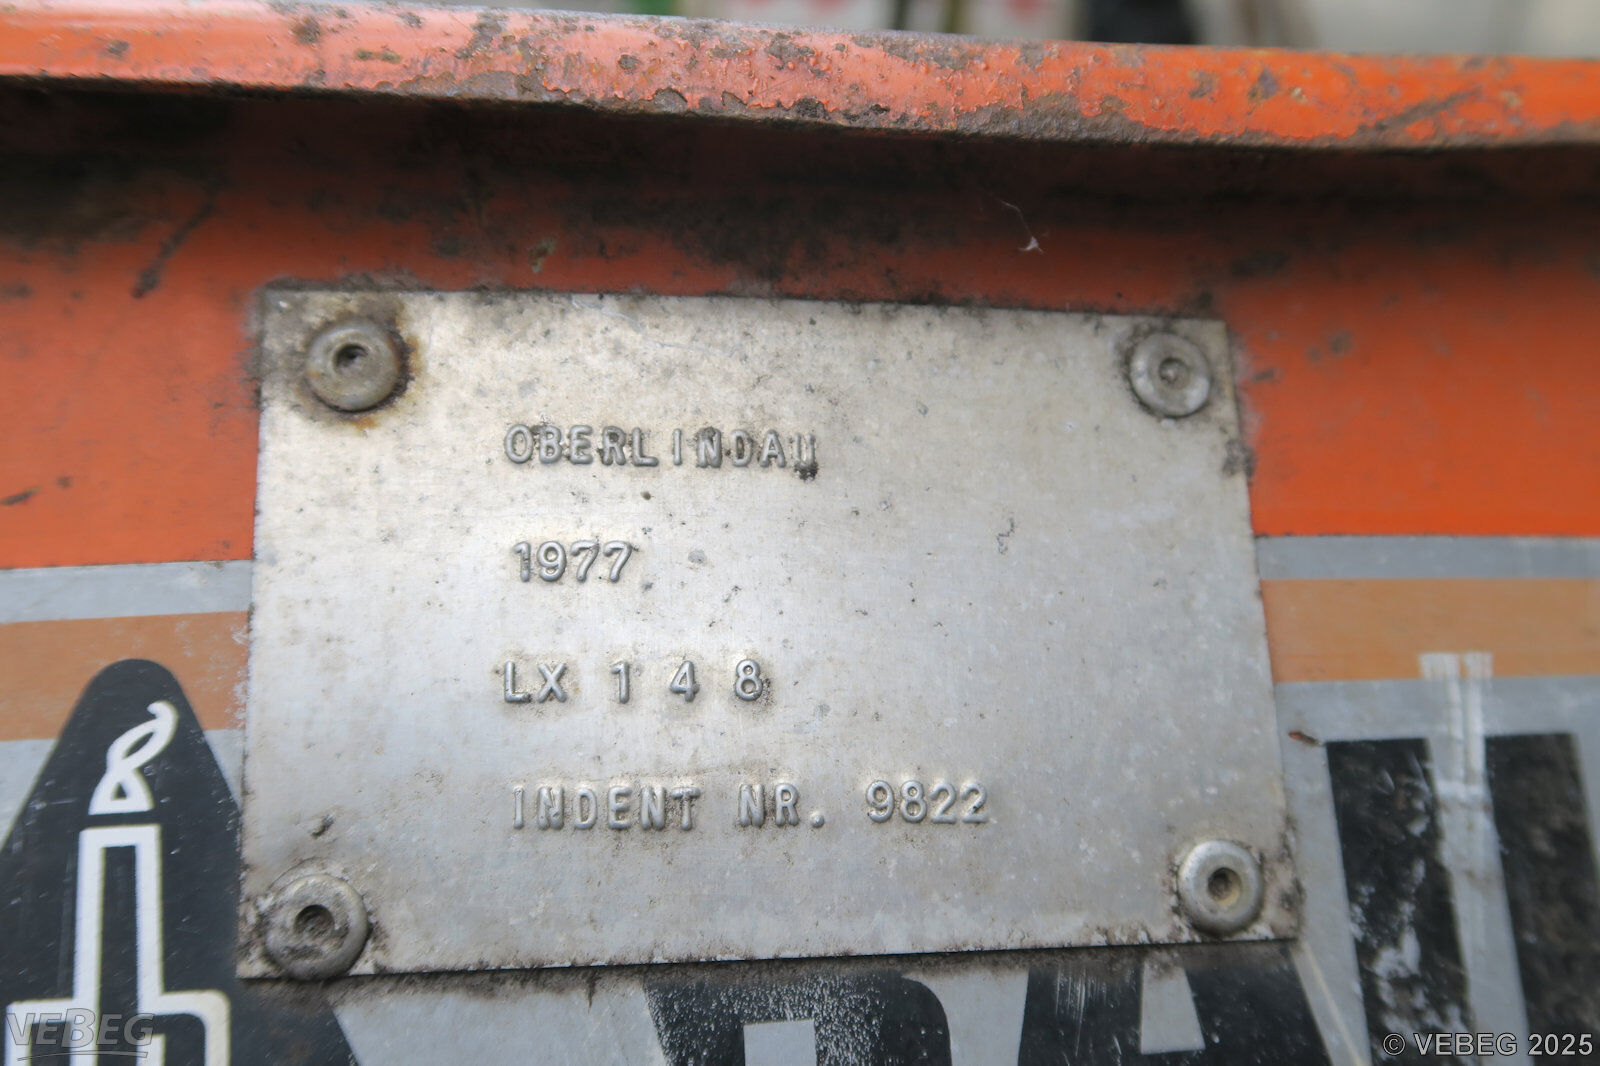 OBERLINDAU
1977
LX 148
INDENT NR. 9822
VEBEG
© VEBEG 2025